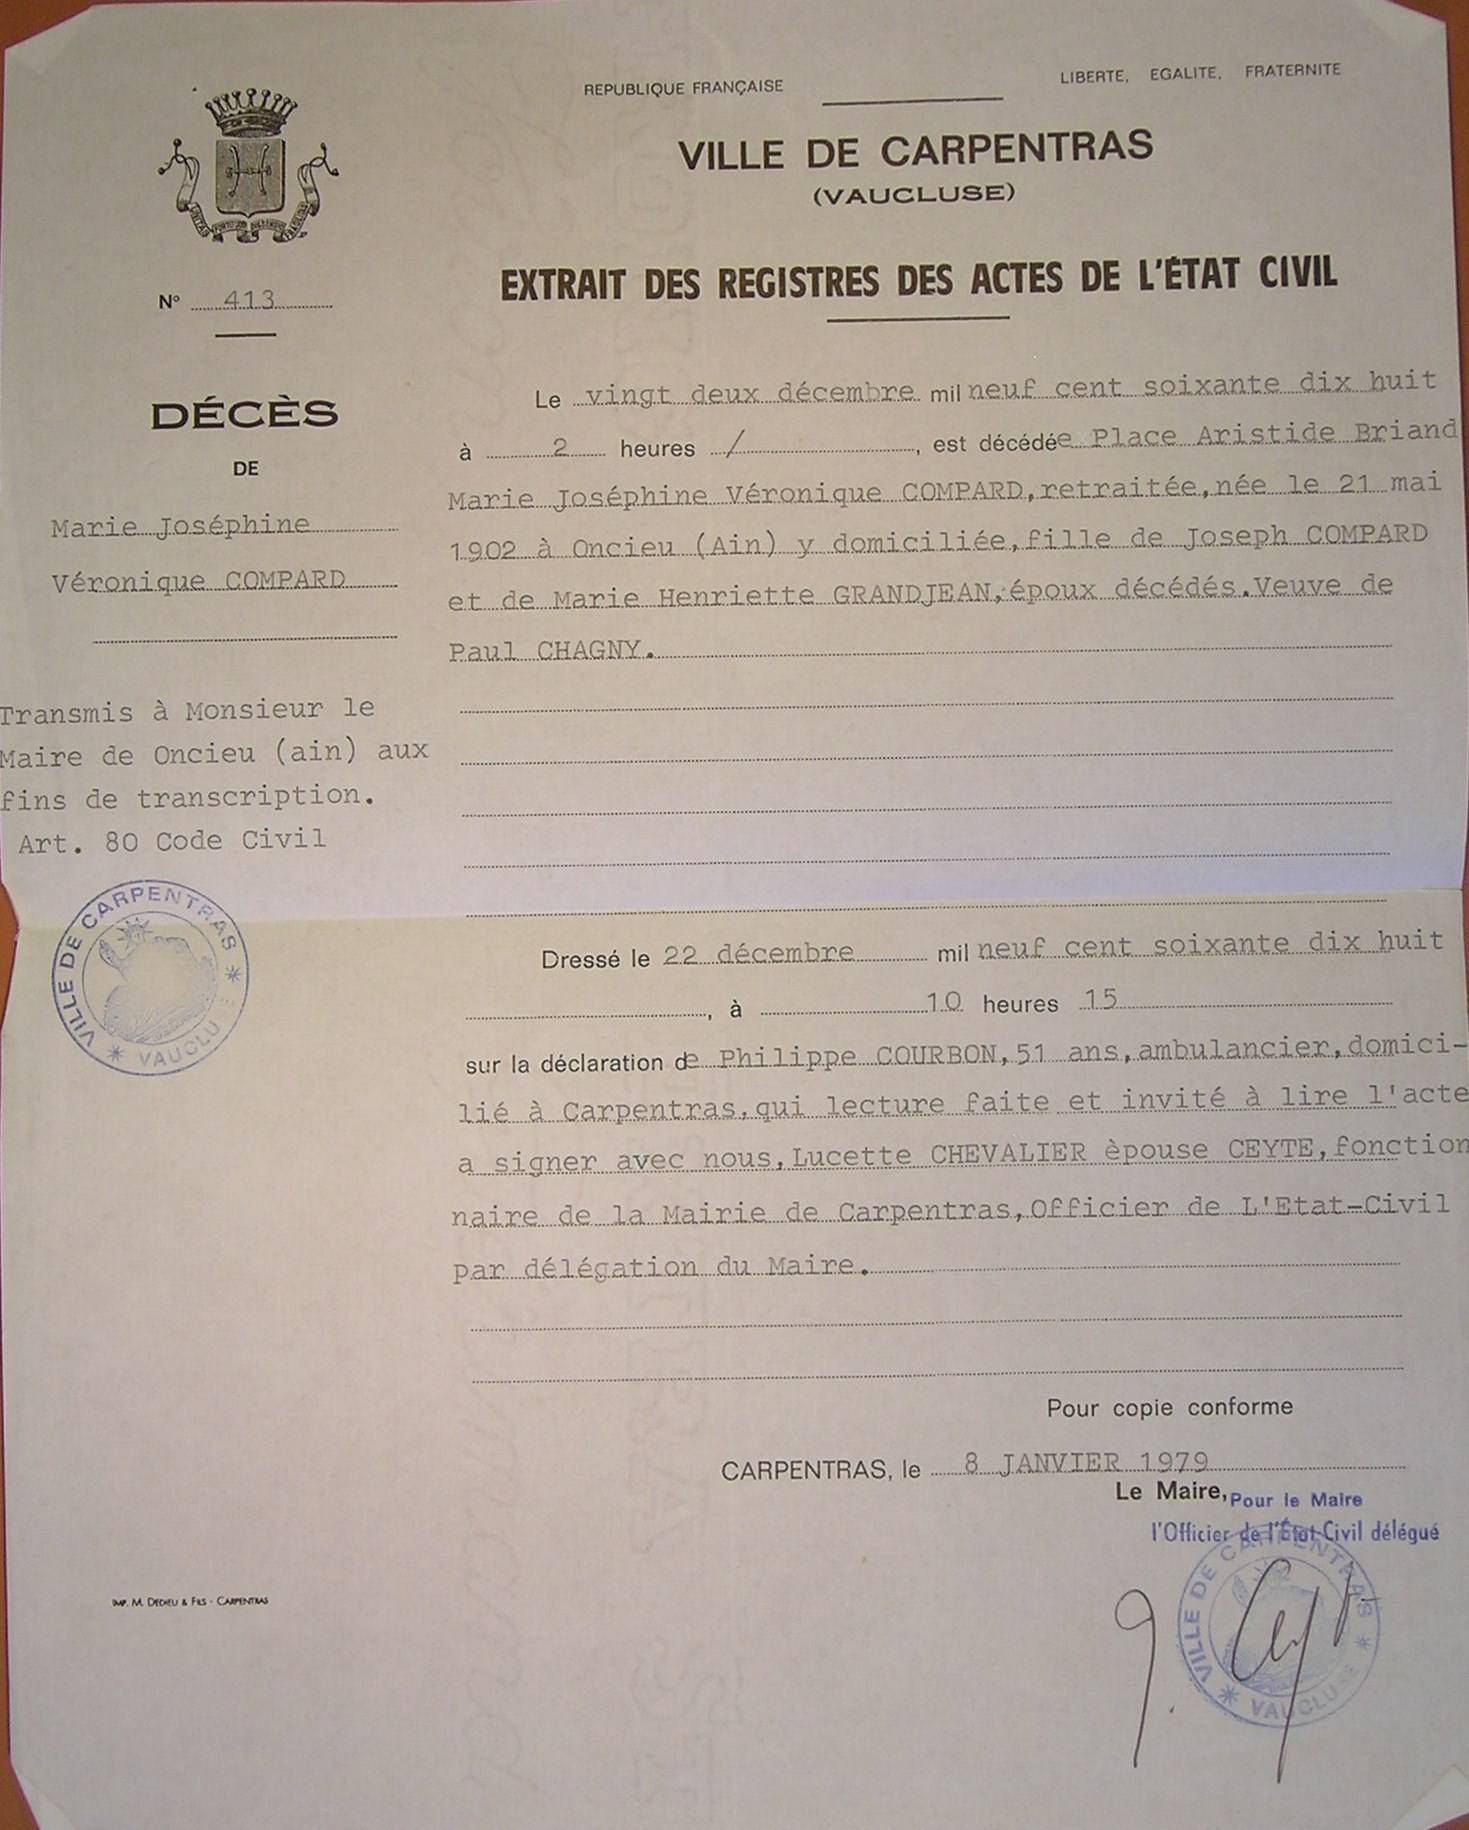 REPUBLIQUE FRANÇAISE
LIBERTE, EGALITE, FRATERNITE
VILLE DE CARPENTRAS
(VAUCLUSE)
EXTRAIT DES REGISTRES DES ACTES DE L'ÉTAT CIVIL
N° 413
DÉCÈS
DE
Marie Joséphine
Véronique COMPARD
Transmis à Monsieur le
Maire de Oncieu (ain) aux
fins de transcription.
Art. 80 Code Civil
VILLE DE CARPENTRAS
VAUCLUSE
Le vingt deux décembre mil neuf cent soixante dix huit
à 2 heures /, est décédée Place Aristide Briand
Marie Joséphine Véronique COMPARD, retraitée, née le 21 mai
1902 à Oncieu (Ain) y domiciliée, fille de Joseph COMPARD
et de Marie Henriette GRANDJEAN, époux décédés. Veuve de
Paul CHAGNY.
Dressé le 22 décembre mil neuf cent soixante dix huit
, à 10 heures 15
sur la déclaration de Philippe COURBON, 51 ans, ambulancier, domici-
lié à Carpentras, qui lecture faite et invité à lire l'acte
a signer avec nous, Lucette CHEVALIER èpouse CEYTE, fonction
naire de la Mairie de Carpentras, Officier de L'Etat-Civil
par délégation du Maire.
Pour copie conforme
CARPENTRAS, le 8 JANVIER 1979
Le Maire, Pour le Maire
l'Officier de l'État-Civil délégué
VILLE DE CARPENTRAS
VAUCLUSE
IMP. M. DEDIEU & FILS - CARPENTRAS